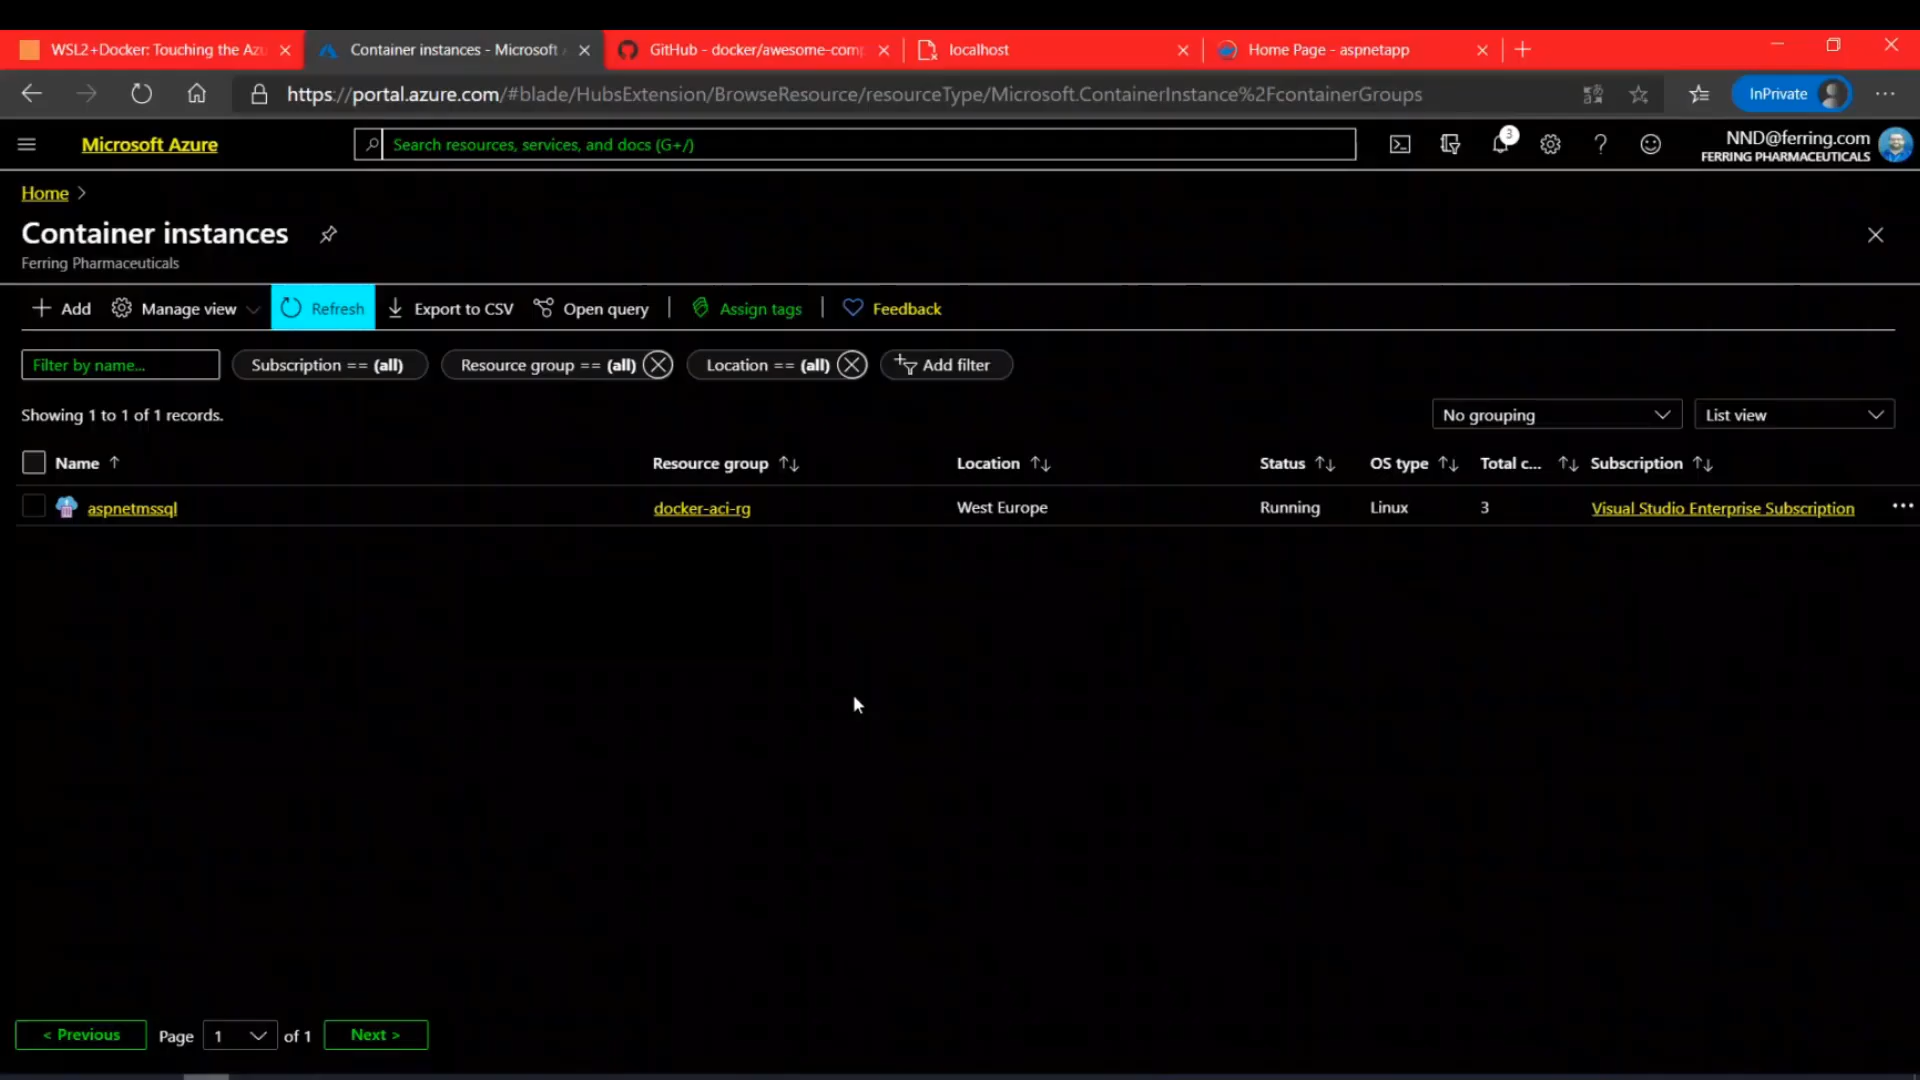 WSL2+Docker: Touching the Az
Container instances - Microsoft
GitHub - docker/awesome-comp
localhost
Home Page - aspnetapp
https://portal.azure.com/#blade/HubsExtension/BrowseResource/resourceType/Microsoft.ContainerInstance%2FcontainerGroups
InPrivate
Microsoft Azure
Search resources, services, and docs (G+/)
3
NND@ferring.com
FERRING PHARMACEUTICALS
Home >
Container instances
Ferring Pharmaceuticals
+ Add
Manage view
Refresh
Export to CSV
Open query
Assign tags
Feedback
Filter by name...
Subscription == (all)
Resource group == (all)
Location == (all)
Add filter
Showing 1 to 1 of 1 records.
No grouping
List view
Name ↑ Resource group ↑↓ Location ↑↓ Status ↑↓ OS type ↑↓ Total c... ↑↓ Subscription ↑↓
aspnetmssql docker-aci-rg West Europe Running Linux 3 Visual Studio Enterprise Subscription ...
< Previous Page 1 of 1 Next >